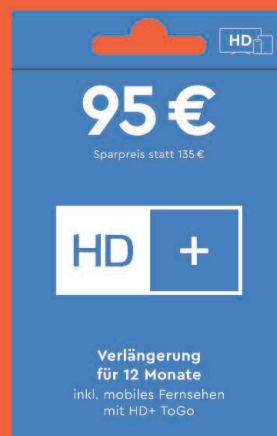 HD
95 €
Sparpreis statt 135 €
HD +
Verlängerung
für 12 Monate
inkl. mobiles Fernsehen
mit HD+ ToGo